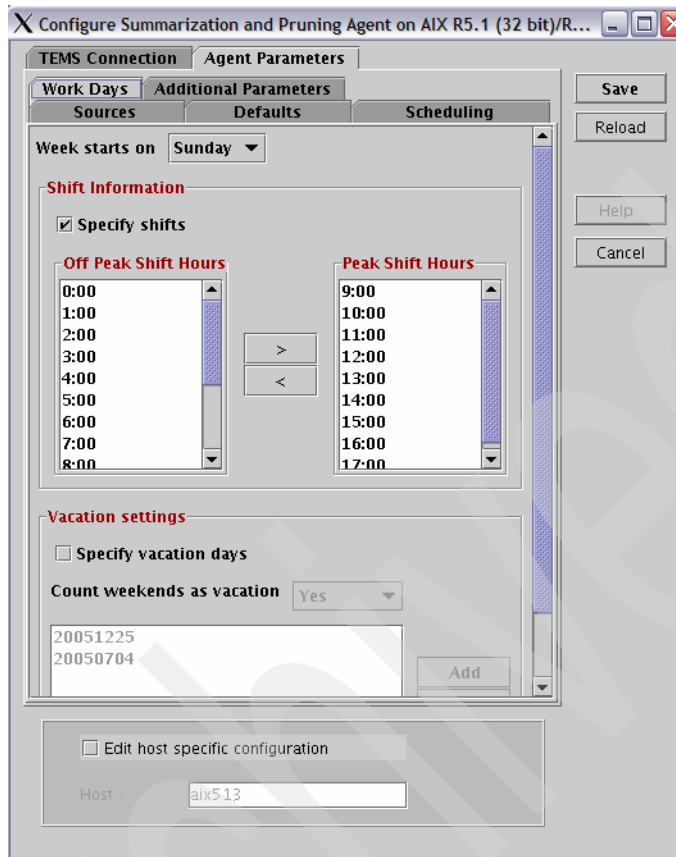 X Configure Summarization and Pruning Agent on AIX R5.1 (32 bit)/R...
TEMS Connection Agent Parameters
Work Days Additional Parameters
Sources Defaults Scheduling
Save
Reload
Help
Cancel
Week starts on Sunday
Shift Information
Specify shifts
Off Peak Shift Hours
0:00
1:00
2:00
3:00
4:00
5:00
6:00
7:00
8:00
>
<
Peak Shift Hours
9:00
10:00
11:00
12:00
13:00
14:00
15:00
16:00
17:00
Vacation settings
Specify vacation days
Count weekends as vacation Yes
20051225
20050704
Add
Edit host specific configuration
Host : aix513